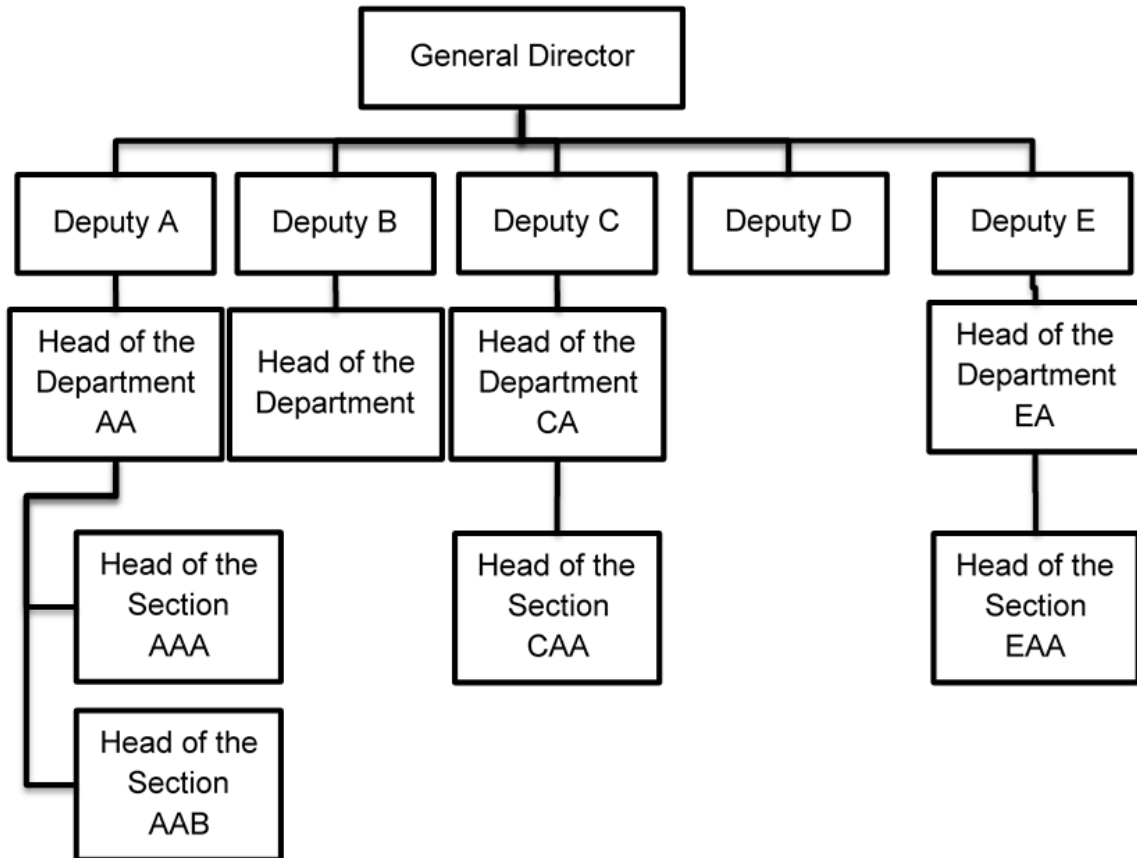 General Director
Deputy A
Deputy B
Deputy C
Deputy D
Deputy E
Head of the
Department
AA
Head of the
Department
Head of the
Department
CA
Head of the
Department
EA
Head of the
Section
AAA
Head of the
Section
CAA
Head of the
Section
EAA
Head of the
Section
AAB